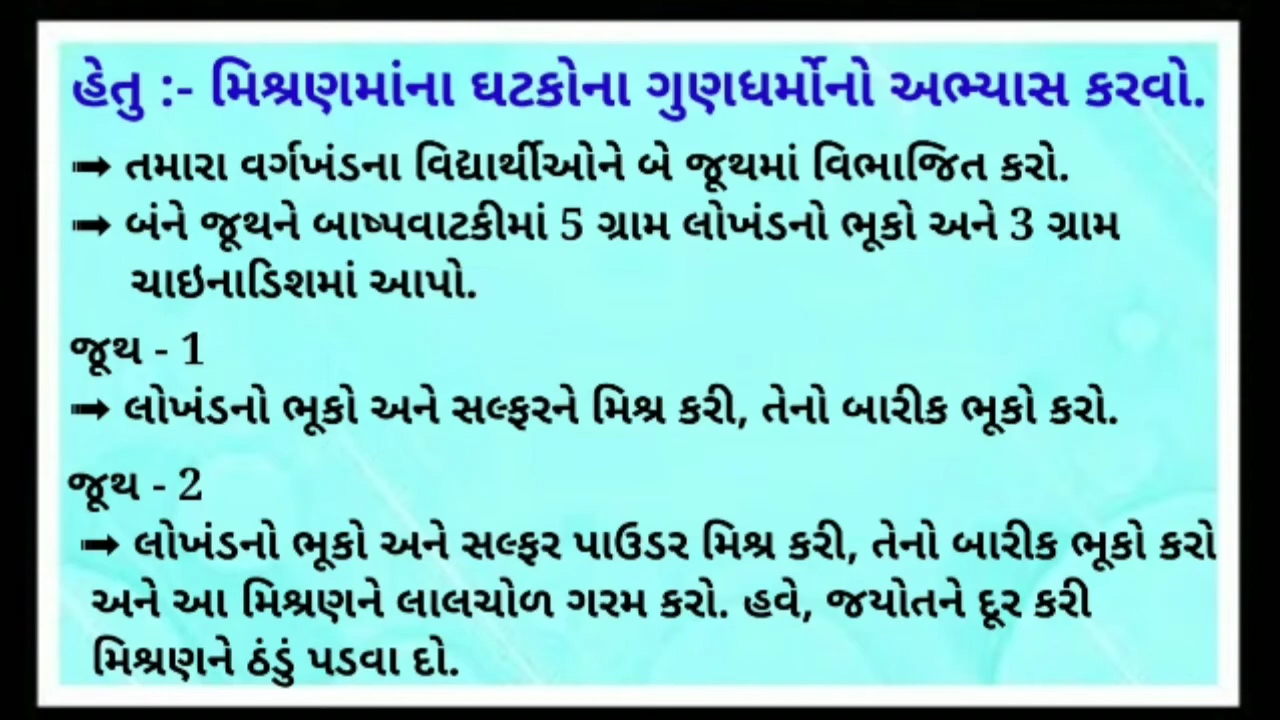 હેતુ :- મિશ્રણમાંના ઘટકોના ગુણધર્મોનો અભ્યાસ કરવો.
➟ તમારા વર્ગખંડના વિદ્યાર્થીઓને બે જૂથમાં વિભાજિત કરો.
➟ બંને જૂથને બાષ્પવાટકીમાં 5 ગ્રામ લોખંડનો ભૂકો અને 3 ગ્રામ
ચાઇનાડિશમાં આપો.
જૂથ - 1
➟ લોખંડનો ભૂકો અને સલ્ફરને મિશ્ર કરી, તેનો બારીક ભૂકો કરો.
જૂથ - 2
➟ લોખંડનો ભૂકો અને સલ્ફર પાઉડર મિશ્ર કરી, તેનો બારીક ભૂકો કરો
અને આ મિશ્રણને લાલચોળ ગરમ કરો. હવે, જયોતને દૂર કરી
મિશ્રણને ઠંડું પડવા દો.